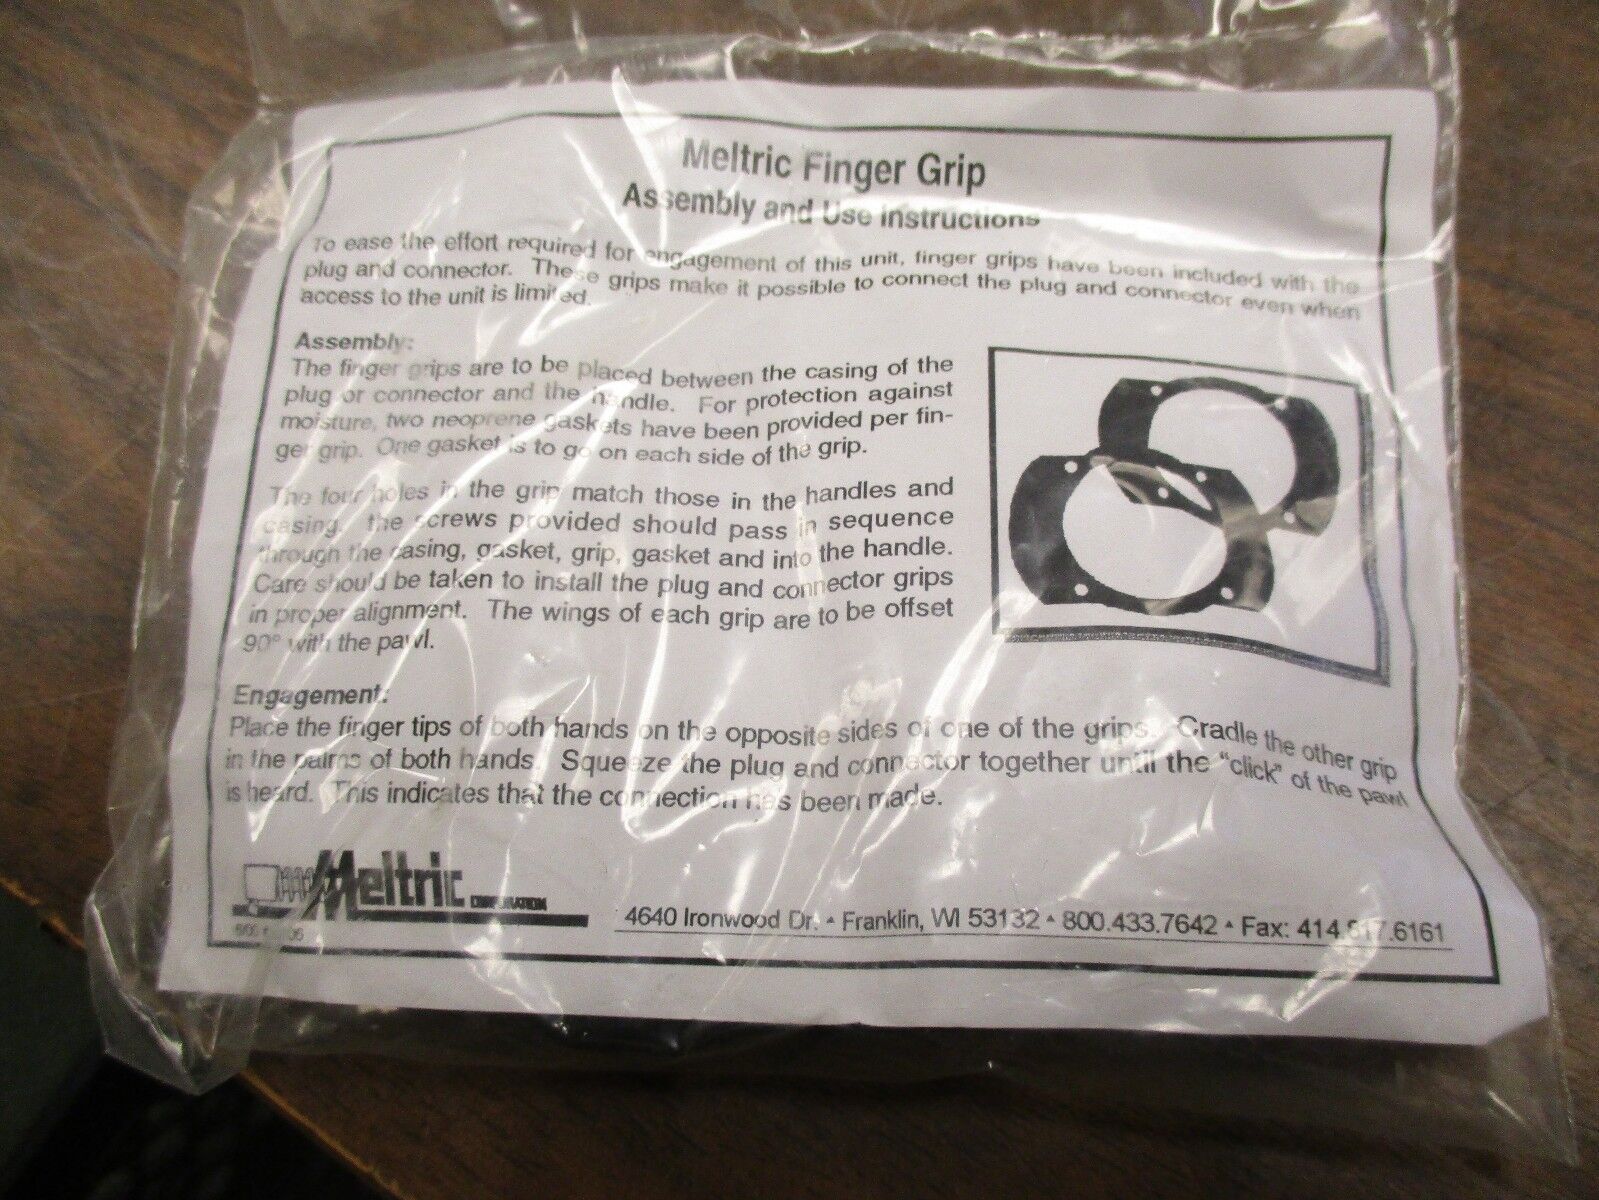 Meltric Finger Grip
Assembly and Use Instructions
To ease the effort required for engagement of this unit, finger grips have been included with the
plug and connector. These grips make it possible to connect the plug and connector even when
access to the unit is limited.
Assembly:
The finger grips are to be placed between the casing of the
plug or connector and the handle. For protection against
moisture, two neoprene gaskets have been provided per fin-
ger grip. One gasket is to go on each side of the grip.
The four holes in the grip match those in the handles and
casing. the screws provided should pass in sequence
through the casing, gasket, grip, gasket and into the handle.
Care should be taken to install the plug and connector grips
in proper alignment. The wings of each grip are to be offset
90° with the pawl.
Engagement:
Place the finger tips of both hands on the opposite sides of one of the grips. Cradle the other grip
in the palms of both hands. Squeeze the plug and connector together until the "click" of the pawl
is heard. This indicates that the connection has been made.
Meltric CORPORATION
4640 Ironwood Dr. ▲ Franklin, WI 53132 ▲ 800.433.7642 ▲ Fax: 414.817.6161